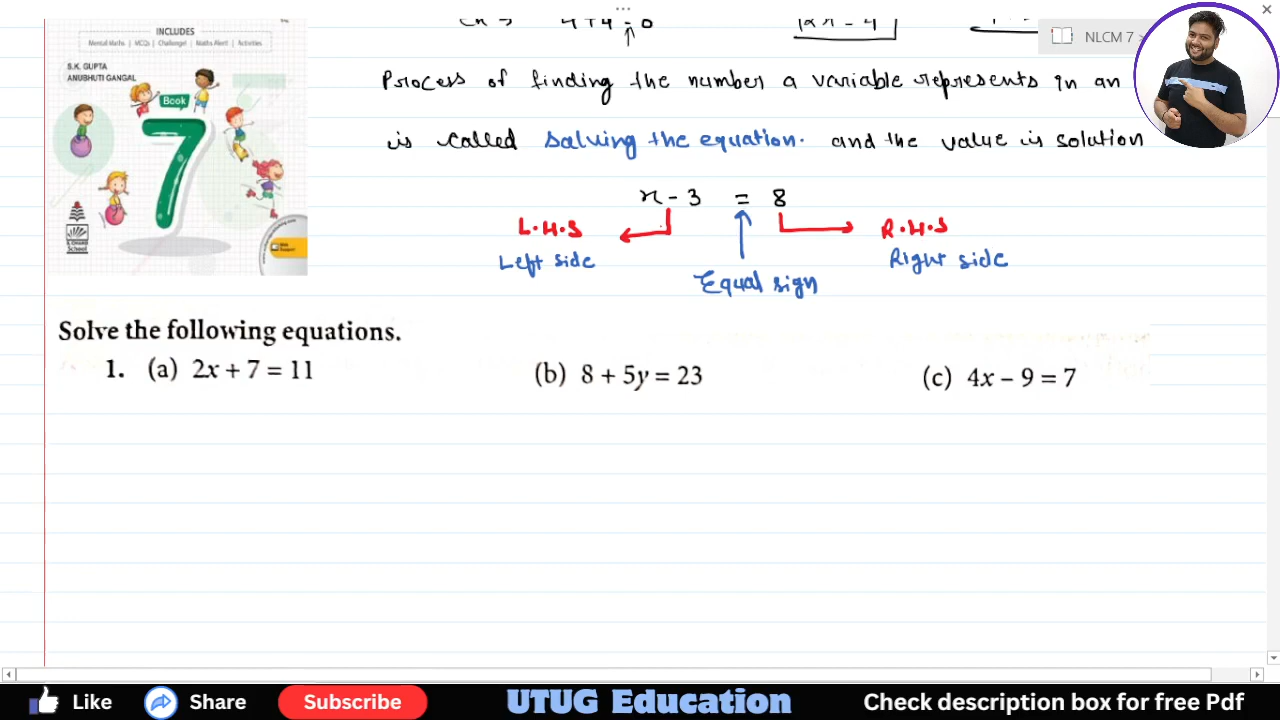 INCLUDES
Mental Maths | MCQs | Challenge! | Maths Alert | Activities
S.K. GUPTA
ANUBHUTI GANGAL
Book
7
School
NLCM 7 >
Process of finding the number a variable represents in an
is called solving the equation. and the value is solution
x - 3 = 8
L.H.S R.H.S
Left side Right side
Equal sign
Solve the following equations.
1. (a) 2x + 7 = 11 (b) 8 + 5y = 23 (c) 4x – 9 = 7
Like Share Subscribe UTUG Education Check description box for free Pdf